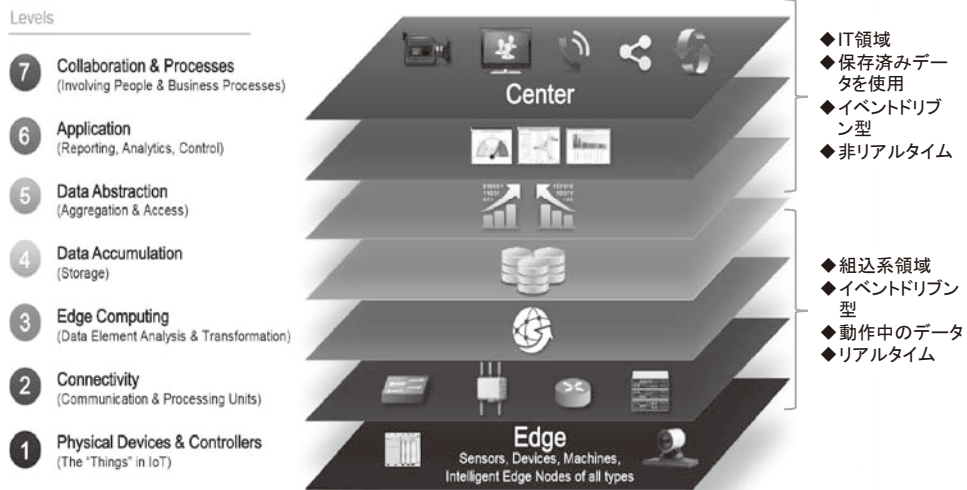 Levels
7
Collaboration & Processes
(Involving People & Business Processes)
6
Application
(Reporting, Analytics, Control)
5
Data Abstraction
(Aggregation & Access)
4
Data Accumulation
(Storage)
3
Edge Computing
(Data Element Analysis & Transformation)
2
Connectivity
(Communication & Processing Units)
1
Physical Devices & Controllers
(The "Things" in IoT)
Center
Edge
Sensors, Devices, Machines,
Intelligent Edge Nodes of all types
◆IT領域
◆保存済みデー
タを使用
◆イベントドリブ
ン型
◆非リアルタイム
◆組込系領域
◆イベントドリブン
型
◆動作中のデータ
◆リアルタイム